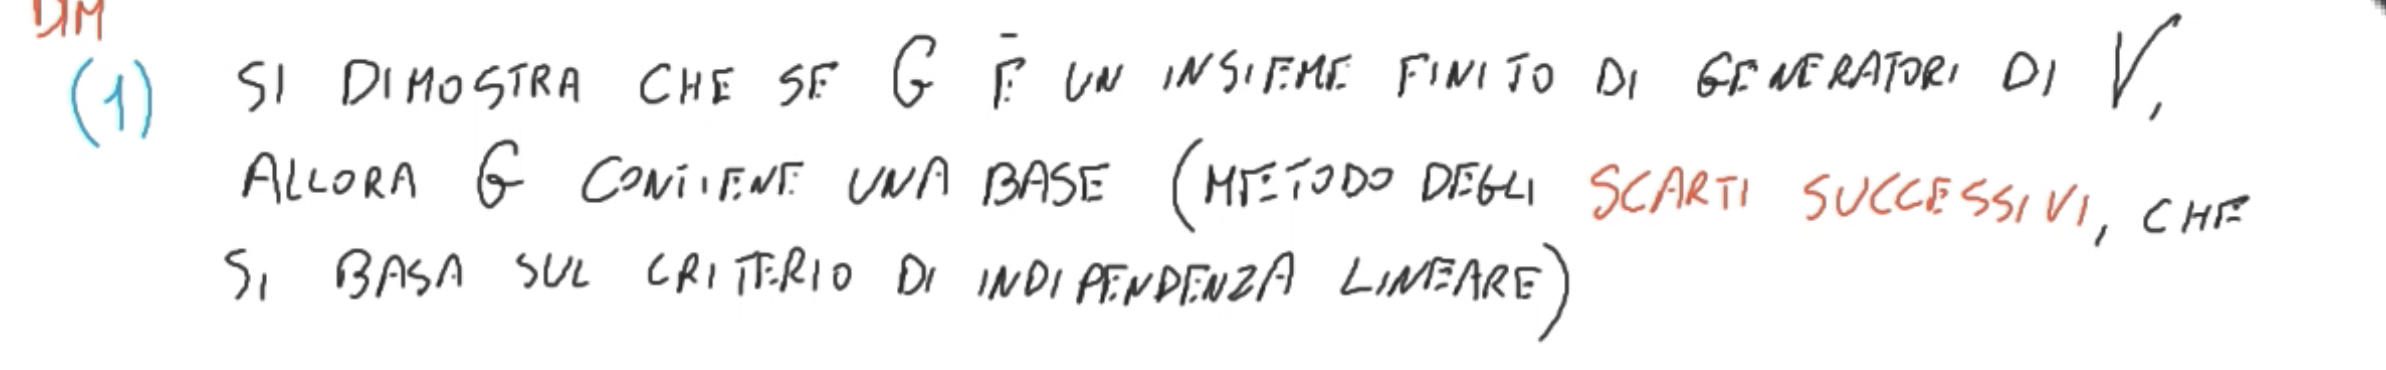 DIM
(1) SI DIMOSTRA CHE SE G È UN INSIEME FINITO DI GENERATORI DI V,
ALLORA G CONTIENE UNA BASE (METODO DEGLI SCARTI SUCCESSIVI, CHE
SI BASA SUL CRITERIO DI INDIPENDENZA LINEARE)